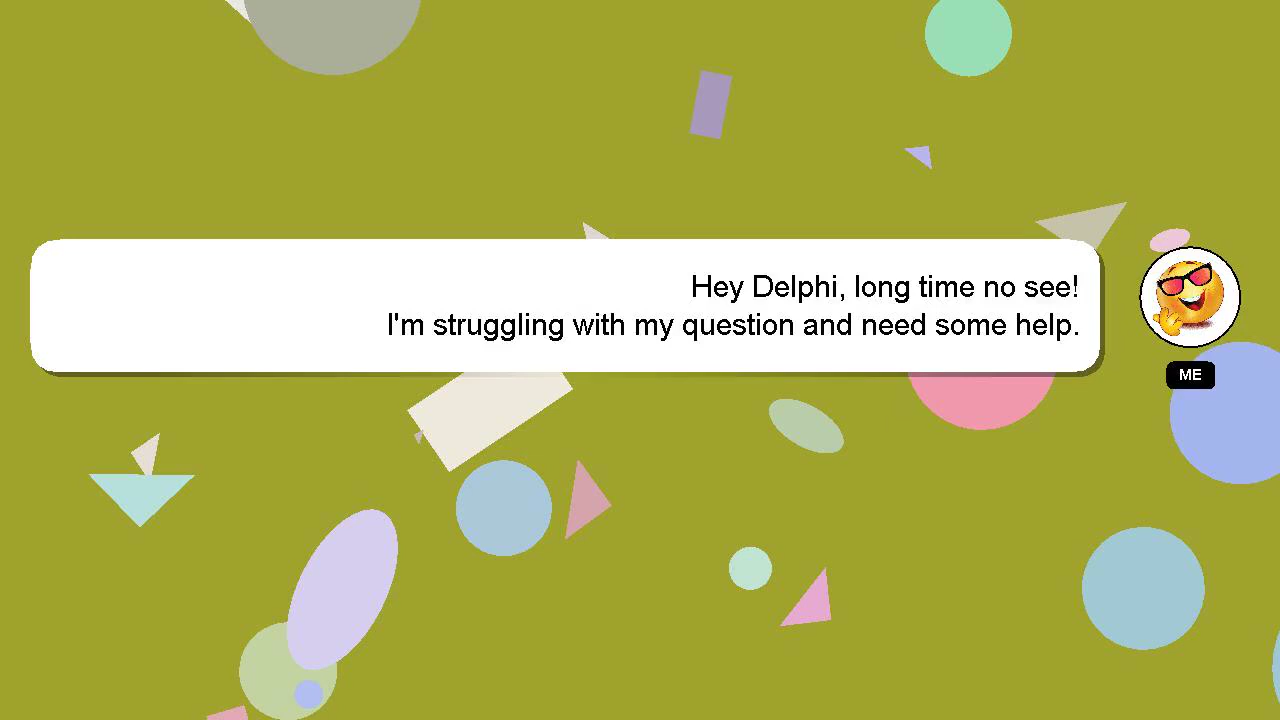 Hey Delphi, long time no see!
I'm struggling with my question and need some help.
ME